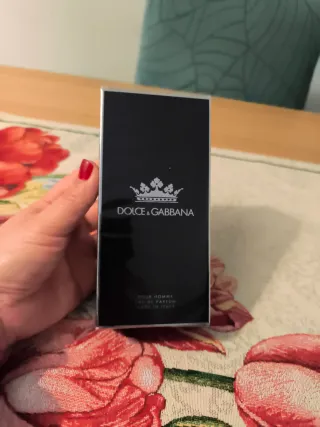 DOLCE & GABBANA
POUR HOMME
EAU DE PARFUM